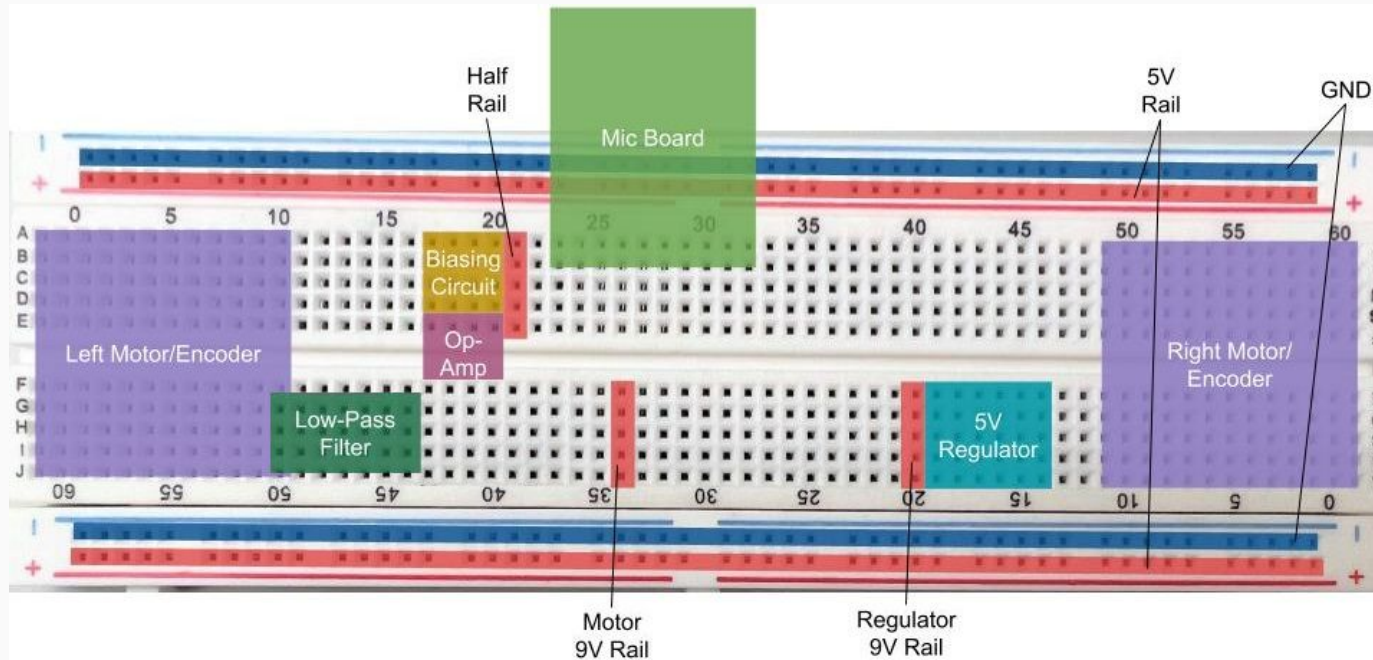 Half
Rail
Mic Board
5V
Rail
GND
0 5 10 15 20 25 30 35 40 45 50 55 60
+ +
A
B
C
D
E
Biasing
Circuit
Op-
Amp
Left Motor/Encoder
Right Motor/
Encoder
F
G
H
I
J
Low-Pass
Filter
5V
Regulator
60 55 50 45 40 35 30 25 20 15 10 5 0
+ +
Motor
9V Rail
Regulator
9V Rail